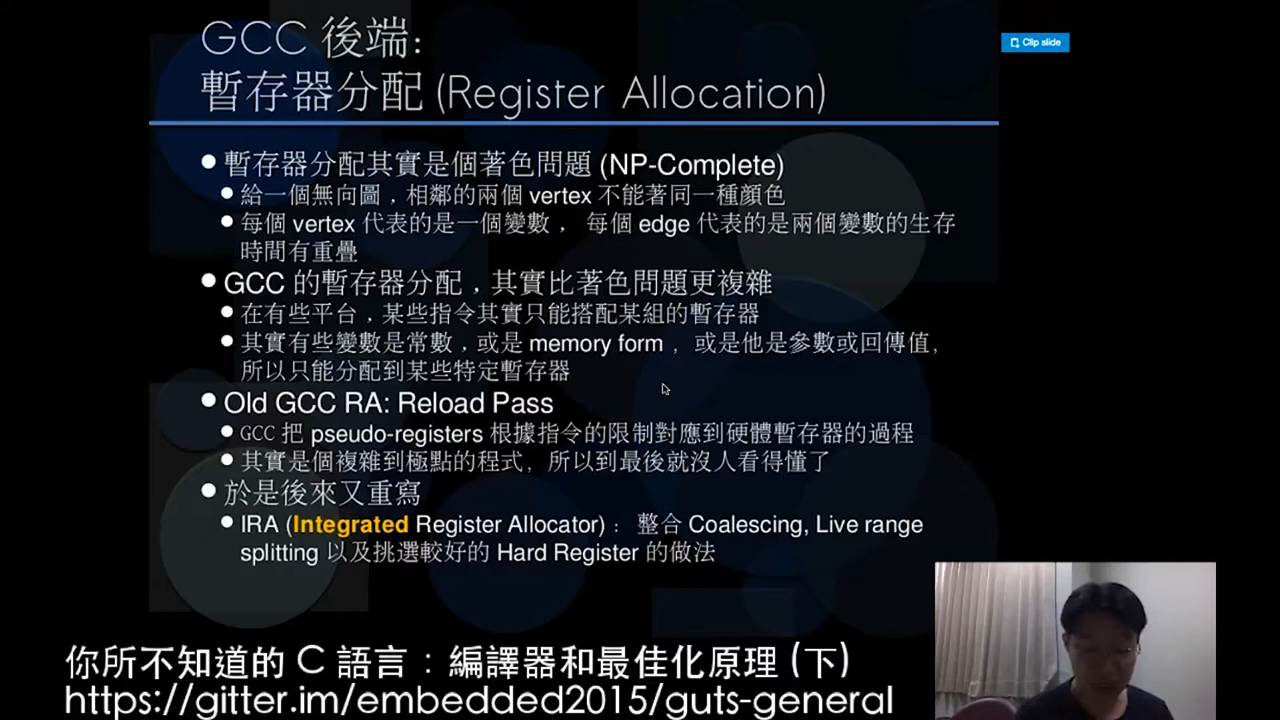 GCC 後端:
暫存器分配 (Register Allocation)
Clip slide
暫存器分配其實是個著色問題 (NP-Complete)
給一個無向圖，相鄰的兩個 vertex 不能著同一種顏色
每個 vertex 代表的是一個變數， 每個 edge 代表的是兩個變數的生存
時間有重疊
GCC 的暫存器分配，其實比著色問題更複雜
在有些平台，某些指令其實只能搭配某組的暫存器
其實有些變數是常數，或是 memory form， 或是他是參數或回傳值，
所以只能分配到某些特定暫存器
Old GCC RA: Reload Pass
GCC 把 pseudo-registers 根據指令的限制對應到硬體暫存器的過程
其實是個複雜到極點的程式，所以到最後就沒人看得懂了
於是後來又重寫
IRA (Integrated Register Allocator)： 整合 Coalescing, Live range
splitting 以及挑選較好的 Hard Register 的做法
你所不知道的 C 語言：編譯器和最佳化原理 (下)
https://gitter.im/embedded2015/guts-general